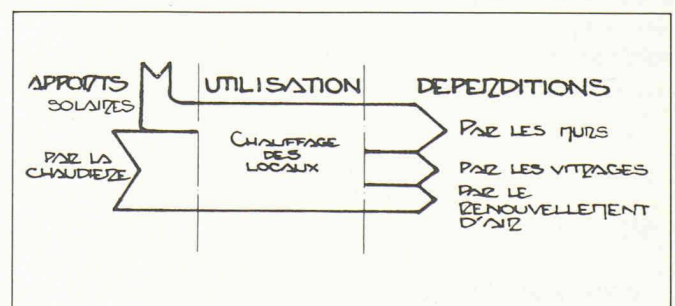 APPORTS
SOLAIRES
PAR LA
CHAUDIERE
UTILISATION
CHAUFFAGE
DES
LOCAUX
DEPERDITIONS
PAR LES MURS
PAR LES VITRAGES
PAR LE
RENOUVELLEMENT
D'AIR